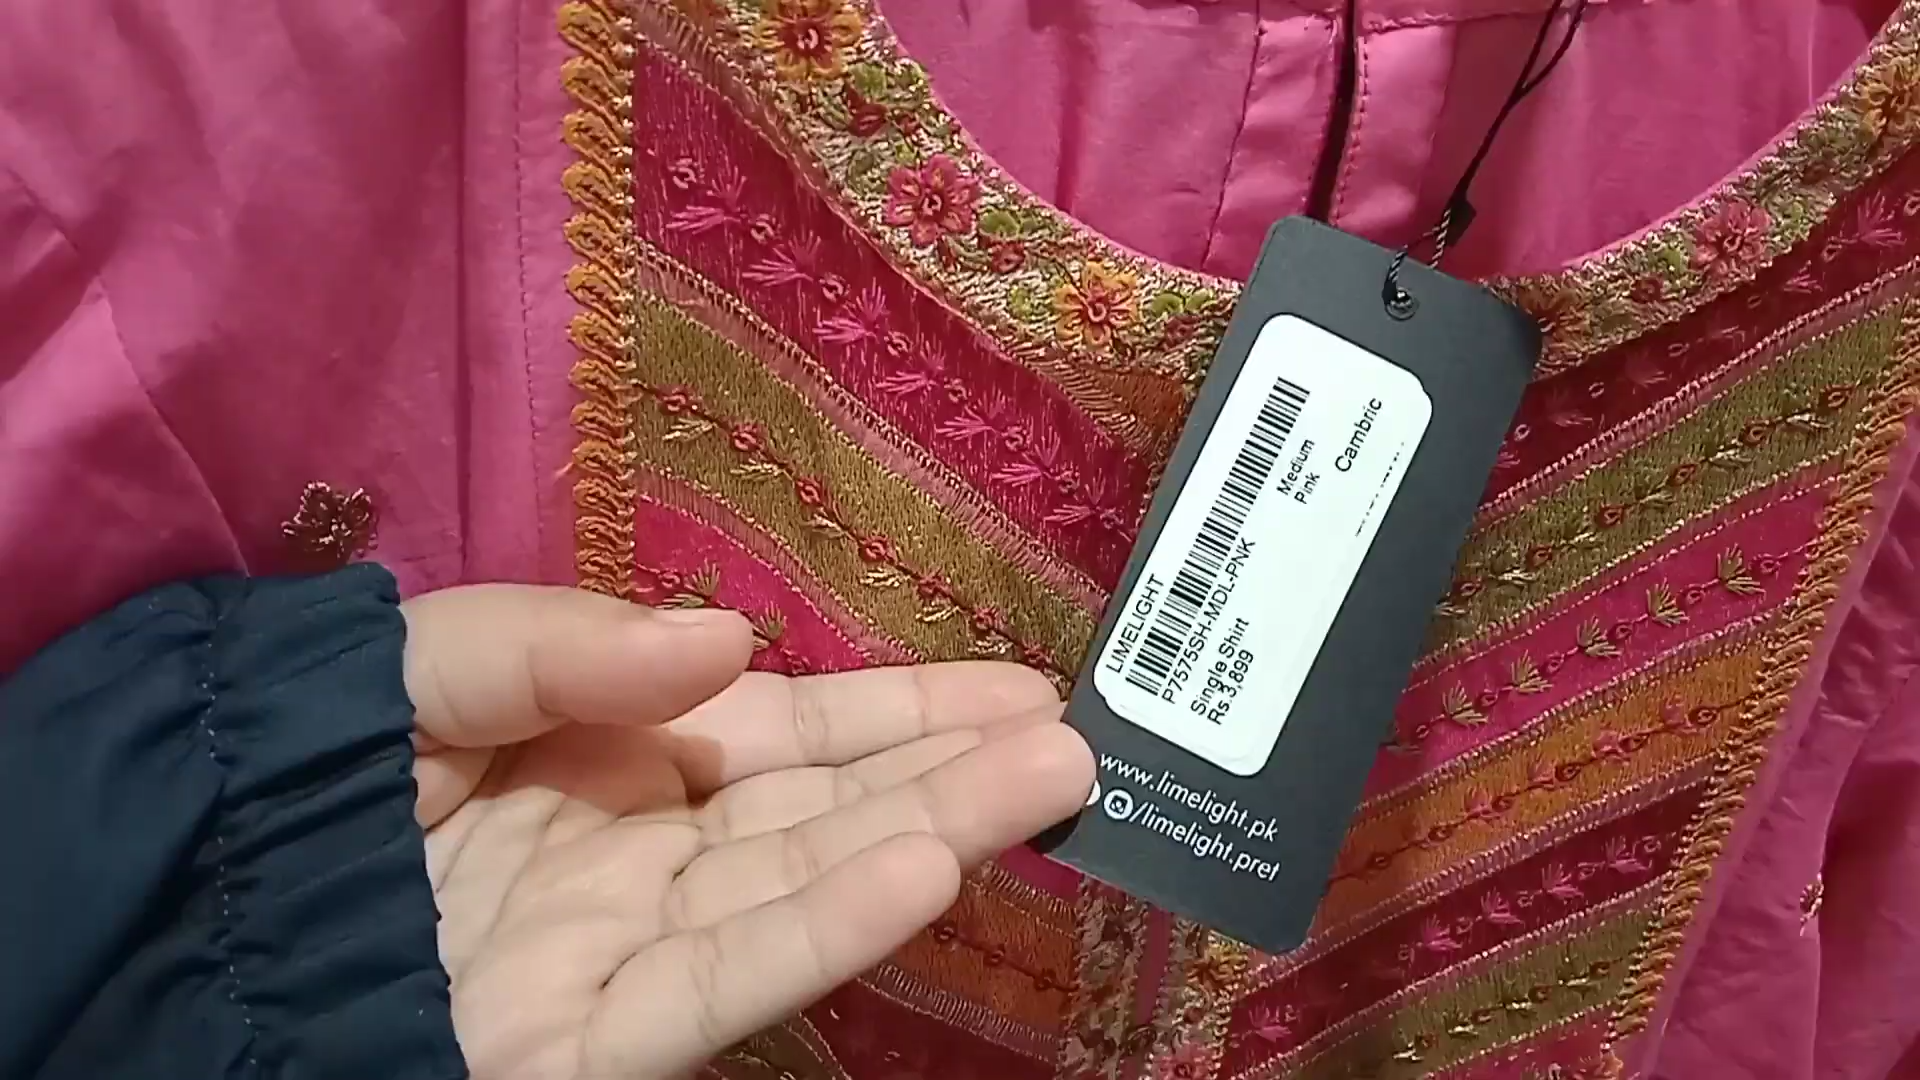 LIMELIGHT
P7575SH-MDL-PNK
Medium
Pink
Cambric
Single Shirt
Rs.3,899
www.limelight.pk
/limelight.pret